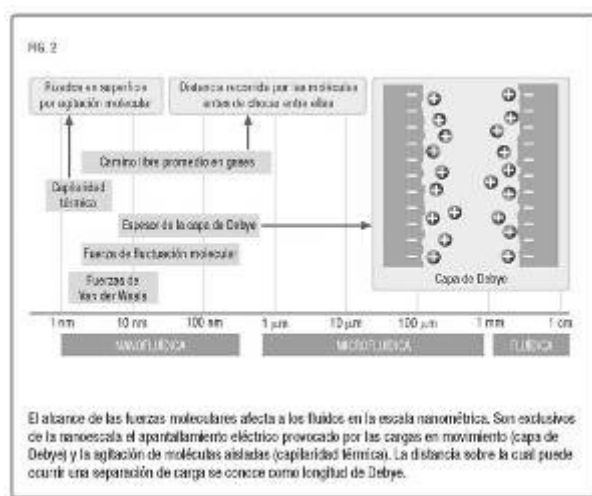 FIG. 2
Rizados en superficie
por agitación molecular
Distancia recorrida por las moléculas
antes de chocar entre ellas
Camino libre promedio en gases
Capilaridad
térmica
Espesor de la capa de Debye
Fuerza de fluctuación molecular
Fuerzas de
Van der Waals
Capa de Debye
1 nm 10 nm 100 nm 1 μm 10 μm 100 μm 1 mm 1 cm
NANOFLUÍDICA MICROFLUÍDICA FLUÍDICA
El alcance de las fuerzas moleculares afecta a los fluidos en la escala nanométrica. Son exclusivos
de la nanoescala el apantallamiento eléctrico provocado por las cargas en movimiento (capa de
Debye) y la agitación de moléculas aisladas (capilaridad térmica). La distancia sobre la cual puede
ocurrir una separación de carga se conoce como longitud de Debye.